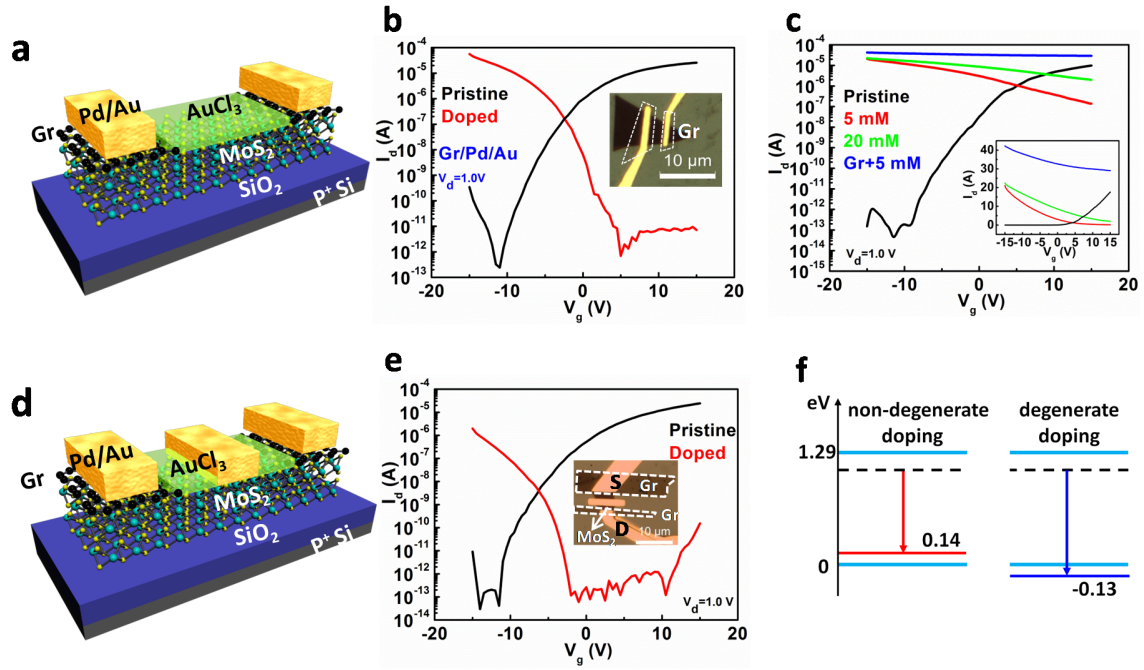 a
Pd/Au
AuCl3
Gr
MoS2
SiO2
P+ Si
b
10-4
10-5
10-6
10-7
10-8
10-9
10-10
10-11
10-12
10-13
Id (A)
Pristine
Doped
Gr/Pd/Au
Vd=1.0V
Gr
10 μm
-20
-10
0
10
20
Vg (V)
c
10-4
10-5
10-6
10-7
10-8
10-9
10-10
10-11
10-12
10-13
10-14
10-15
Id (A)
Pristine
5 mM
20 mM
Gr+5 mM
Vd=1.0 V
40
20
0
Id (A)
-15
-10
-5
0
5
10
15
Vg (V)
-20
-10
0
10
20
Vg (V)
d
Pd/Au
AuCl3
Gr
MoS2
SiO2
P+ Si
e
10-4
10-5
10-6
10-7
10-8
10-9
10-10
10-11
10-12
10-13
10-14
Id (A)
Pristine
Doped
S
Gr
Gr
MoS2
D
10 μm
Vd=1.0 V
-20
-10
0
10
20
Vg (V)
f
eV
non-degenerate
doping
degenerate
doping
1.29
0.14
0
-0.13